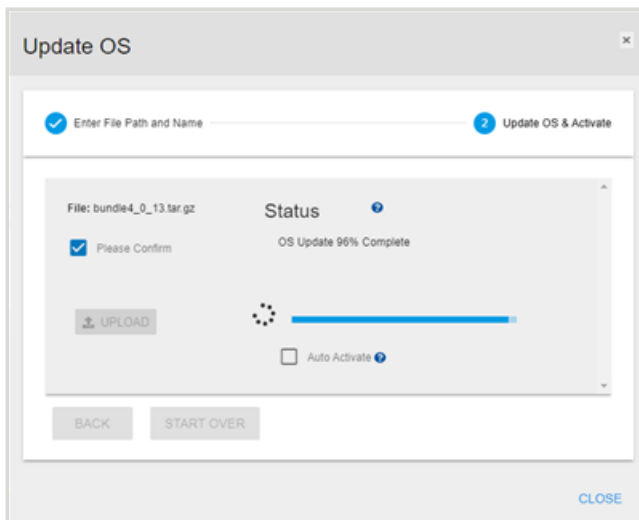 Update OS
Enter File Path and Name
2 Update OS & Activate
File: bundle4_0_13.tar.gz
Status ?
Please Confirm
OS Update 96% Complete
UPLOAD
Auto Activate ?
BACK
START OVER
CLOSE